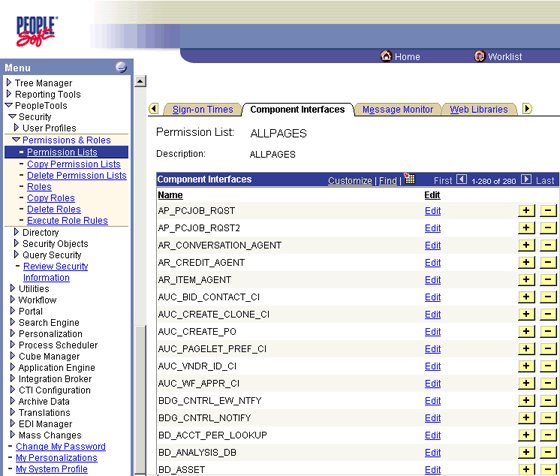 PEOPLE
Soft
Home
Worklist
Menu
Tree Manager
Reporting Tools
PeopleTools
Security
User Profiles
Permissions & Roles
Permission Lists
Copy Permission Lists
Delete Permission Lists
Roles
Copy Roles
Delete Roles
Execute Role Rules
Directory
Security Objects
Query Security
Review Security
Information
Utilities
Workflow
Portal
Search Engine
Personalization
Process Scheduler
Cube Manager
Application Engine
Integration Broker
CTI Configuration
Archive Data
Translations
EDI Manager
Mass Changes
Change My Password
My Personalizations
My System Profile
Sign-on Times
Component Interfaces
Message Monitor
Web Libraries
Permission List: ALLPAGES
Description: ALLPAGES
Component Interfaces Customize | Find | First 1-280 of 280 Last
Name Edit
AP_PCJOB_RQST Edit + -
AP_PCJOB_RQST2 Edit + -
AR_CONVERSATION_AGENT Edit + -
AR_CREDIT_AGENT Edit + -
AR_ITEM_AGENT Edit + -
AUC_BID_CONTACT_CI Edit + -
AUC_CREATE_CLONE_CI Edit + -
AUC_CREATE_PO Edit + -
AUC_PAGELET_PREF_CI Edit + -
AUC_VNDR_ID_CI Edit + -
AUC_WF_APPR_CI Edit + -
BDG_CNTRL_EW_NTFY Edit + -
BDG_CNTRL_NOTIFY Edit + -
BD_ACCT_PER_LOOKUP Edit + -
BD_ANALYSIS_DB Edit + -
BD_ASSET Edit + -